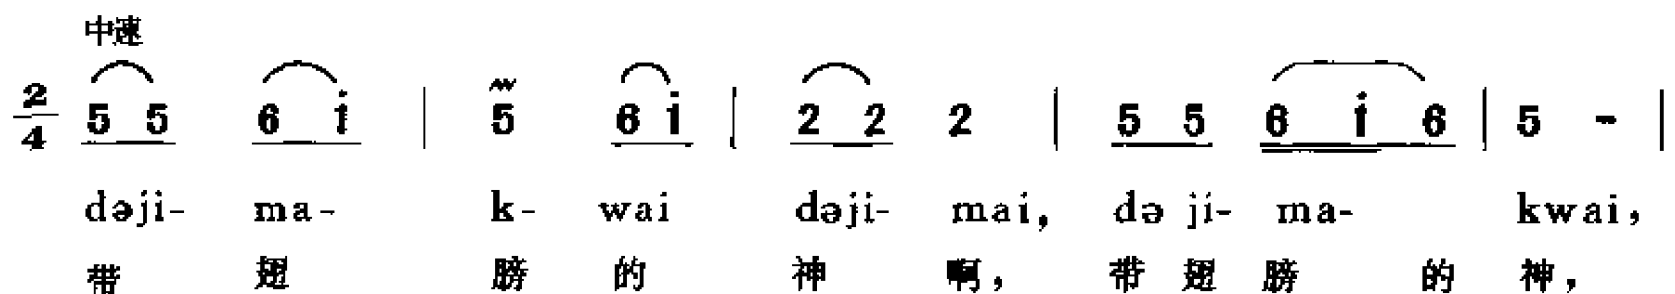 中速
2/4 5 5 6 i | 5 6 i | 2 2 2 | 5 5 6 i 6 | 5 - |
dəji- ma- k- wai dəji- mai, də ji- ma- kwai,
带 翅 膀 的 神 啊, 带 翅 膀 的 神,